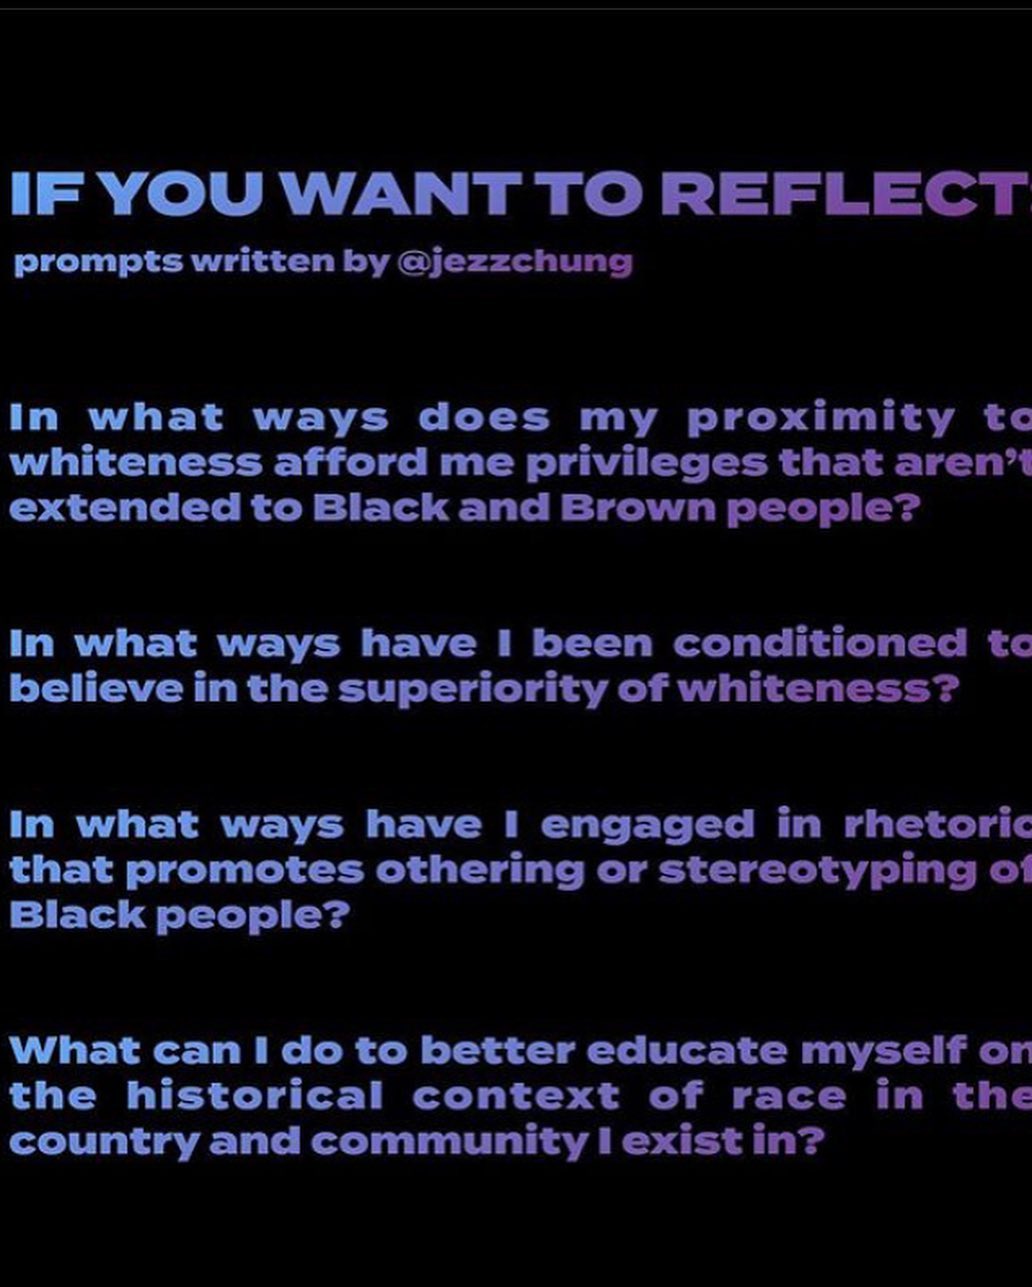 IF YOU WANT TO REFLECT
prompts written by @jezzchung
In what ways does my proximity to
whiteness afford me privileges that aren't
extended to Black and Brown people?
In what ways have I been conditioned to
believe in the superiority of whiteness?
In what ways have I engaged in rhetoric
that promotes othering or stereotyping of
Black people?
What can I do to better educate myself on
the historical context of race in the
country and community I exist in?